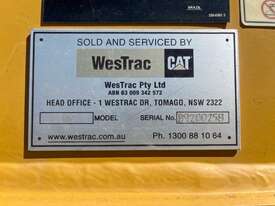 SOLD AND SERVICED BY
WesTrac CAT
WesTrac Pty Ltd
ABN 63 009 342 572
HEAD OFFICE - 1 WESTRAC DR, TOMAGO, NSW 2322
MODEL SERIAL No.
www.westrac.com.au Ph. 1300 88 10 64